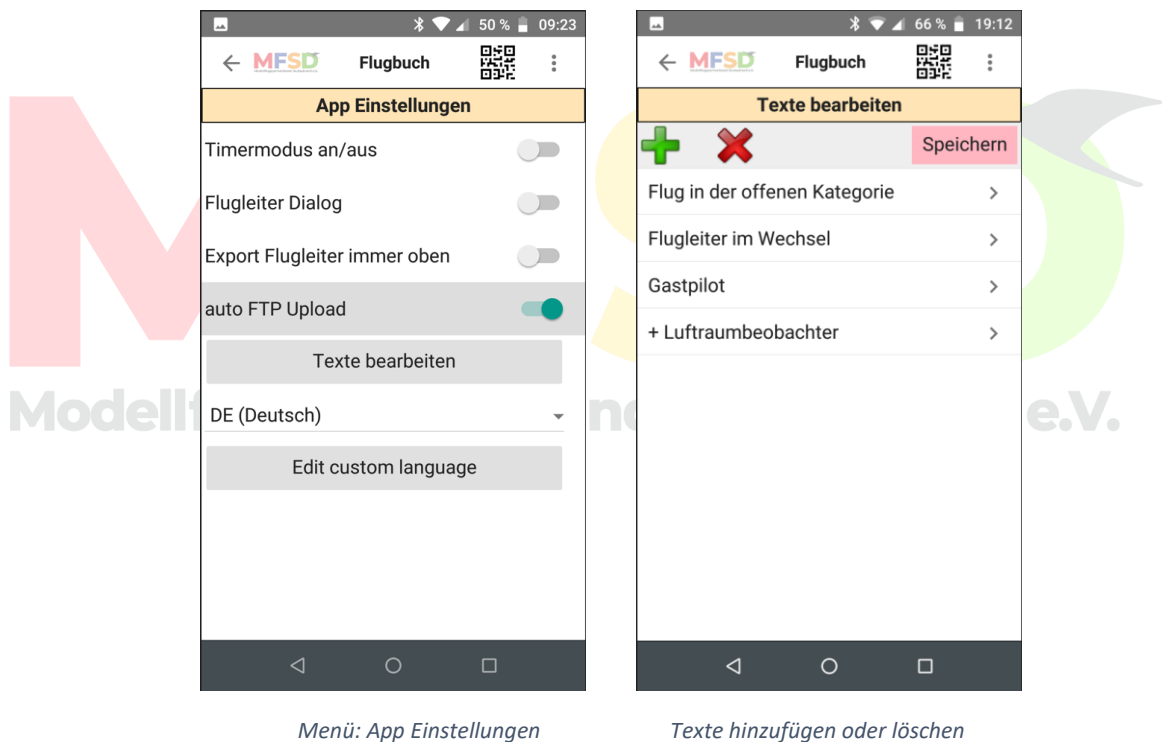 50 % 09:23
MFSD Flugbuch
App Einstellungen
Timermodus an/aus
Flugleiter Dialog
Export Flugleiter immer oben
auto FTP Upload
Texte bearbeiten
DE (Deutsch)
Edit custom language
Menü: App Einstellungen
66 % 19:12
MFSD Flugbuch
Texte bearbeiten
Speichern
Flug in der offenen Kategorie
Flugleiter im Wechsel
Gastpilot
+ Luftraumbeobachter
Texte hinzufügen oder löschen
e.V.